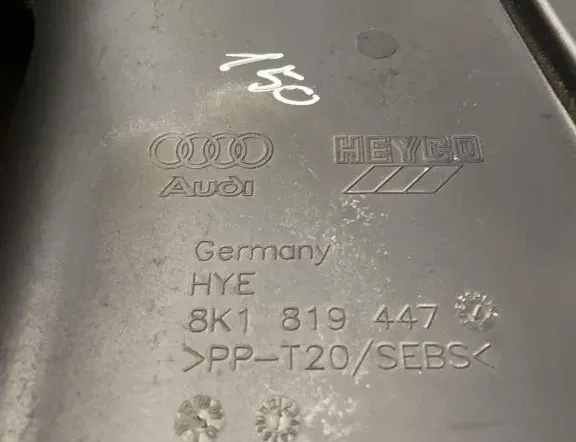 150
Audi
HEYCO
Germany
HYE
8K1 819 447
>PP-T20/SEBS<